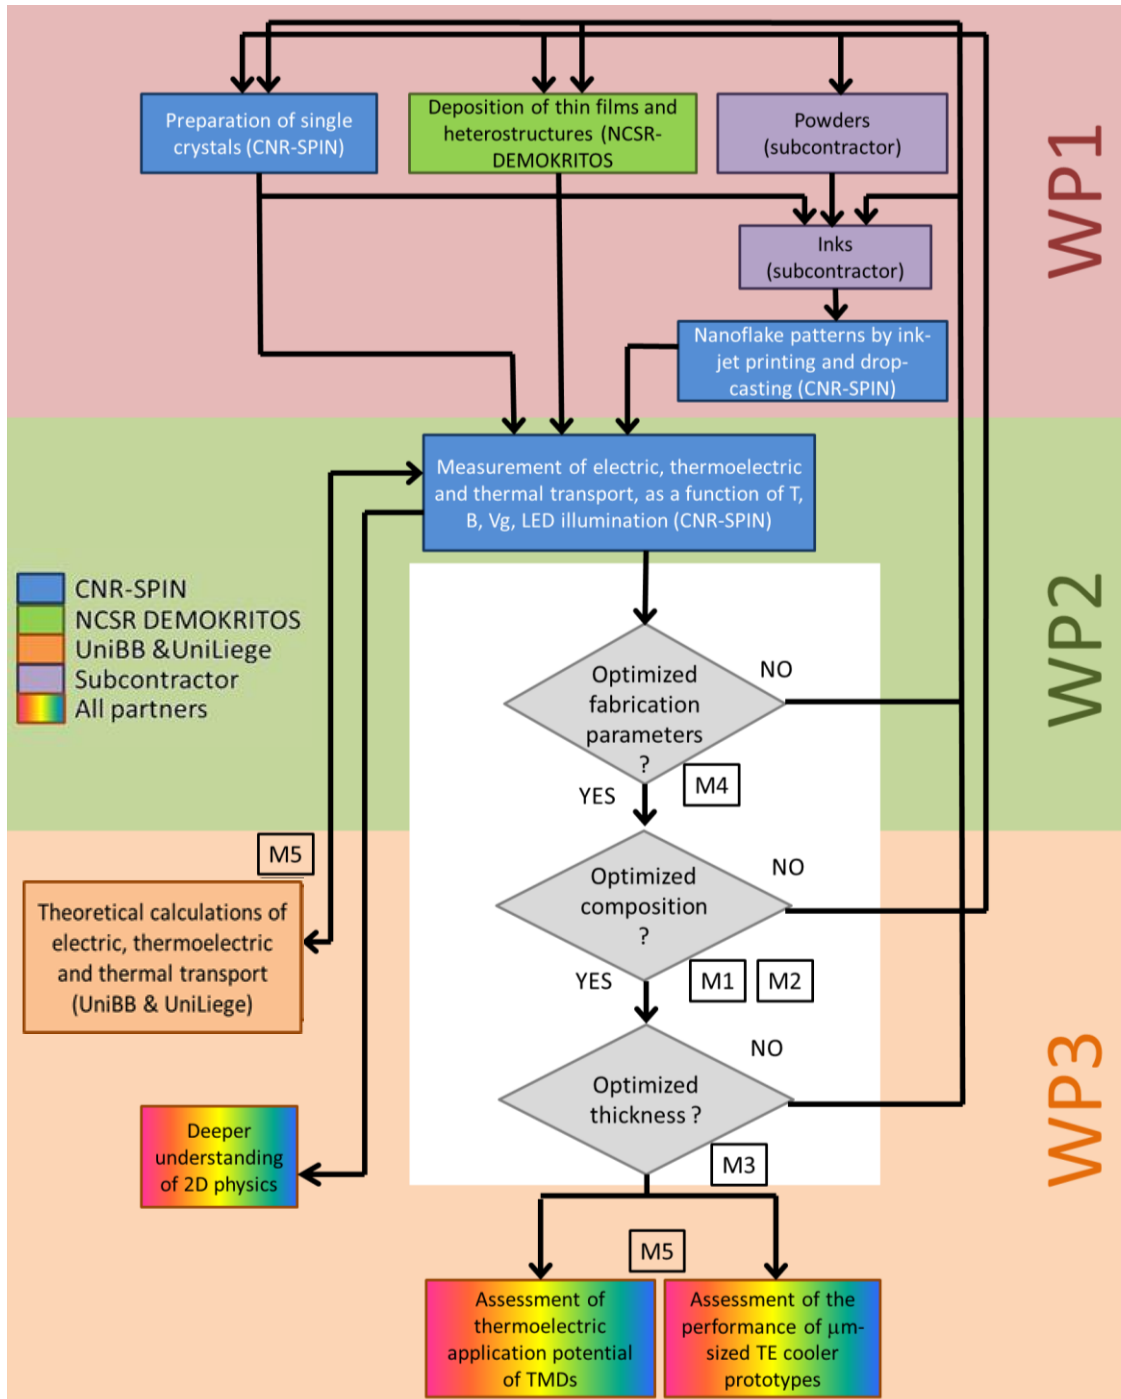 Preparation of single
crystals (CNR-SPIN)
Deposition of thin films and
heterostructures (NCSR-
DEMOKRITOS
Powders
(subcontractor)
WP1
Inks
(subcontractor)
Nanoflake patterns by ink-
jet printing and drop-
casting (CNR-SPIN)
Measurement of electric, thermoelectric
and thermal transport, as a function of T,
B, Vg, LED illumination (CNR-SPIN)
WP2
CNR-SPIN
NCSR DEMOKRITOS
UniBB &UniLiege
Subcontractor
All partners
Optimized
fabrication
parameters
?
NO
YES
M4
M5
Theoretical calculations of
electric, thermoelectric
and thermal transport
(UniBB & UniLiege)
Optimized
composition
?
NO
YES
M1
M2
WP3
Optimized
thickness ?
NO
M3
Deeper
understanding
of 2D physics
M5
Assessment of
thermoelectric
application potential
of TMDs
Assessment of the
performance of μm-
sized TE cooler
prototypes